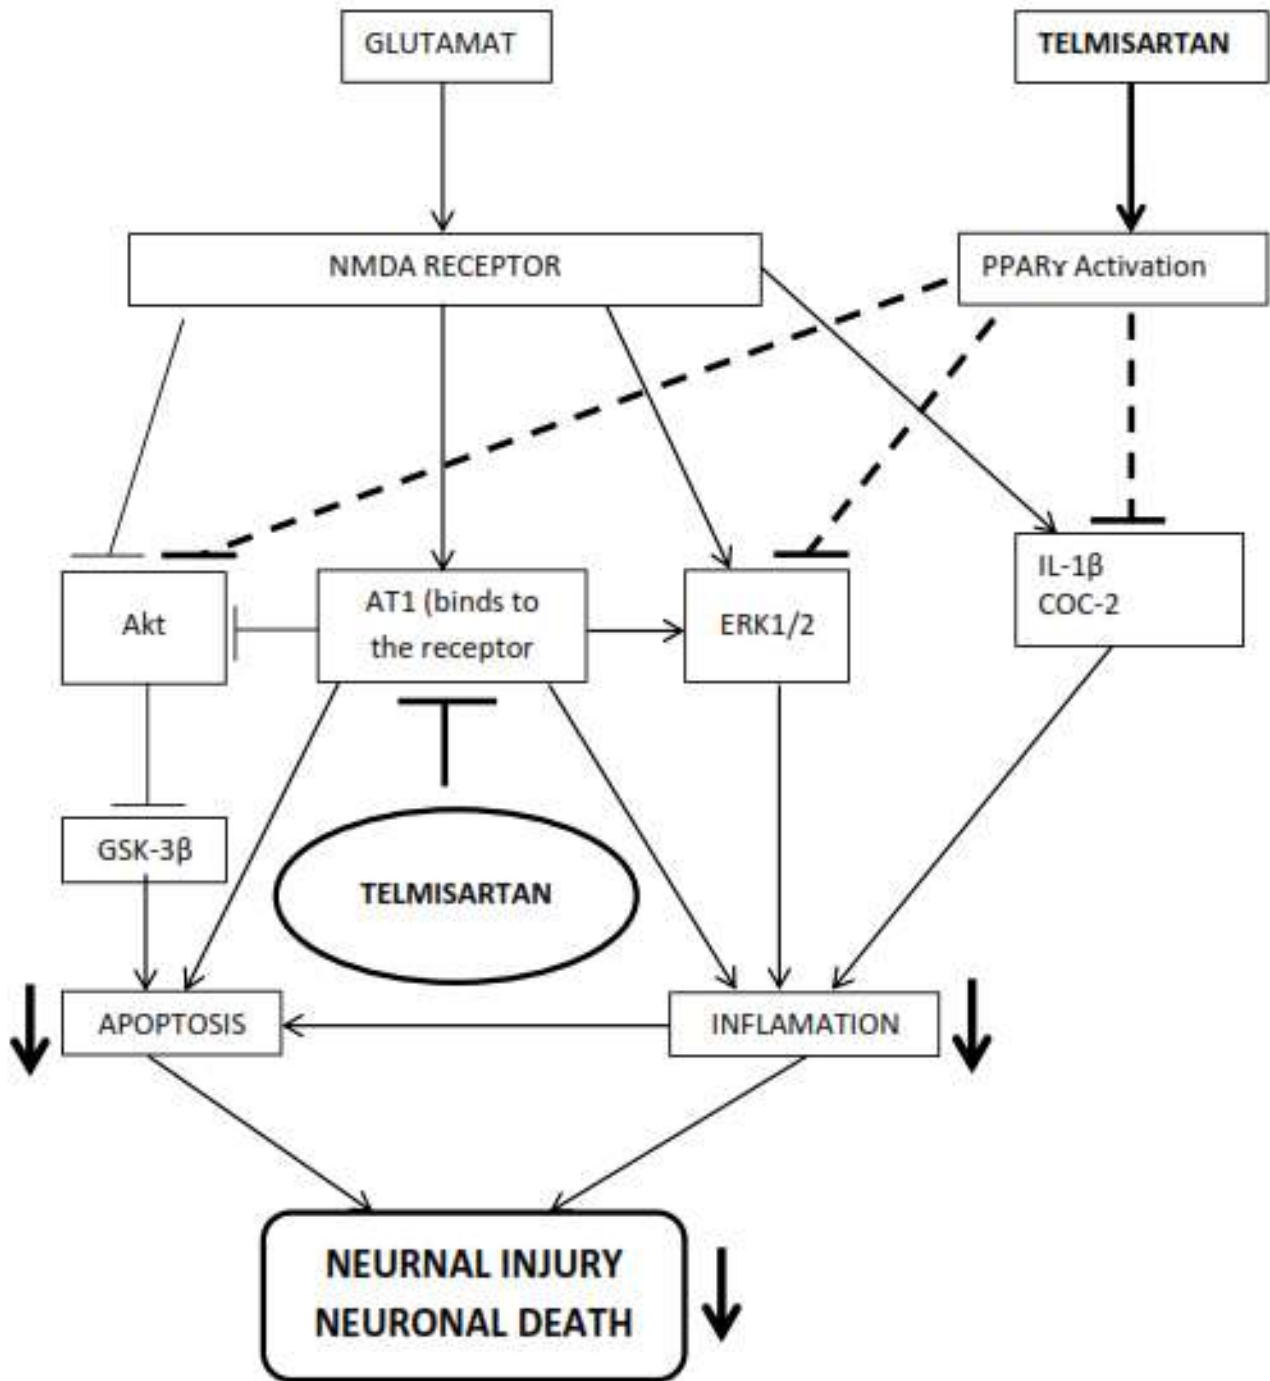 GLUTAMAT
TELMISARTAN
NMDA RECEPTOR
PPARɤ Activation
Akt
AT1 (binds to
the receptor
ERK1/2
IL-1β
COC-2
GSK-3β
TELMISARTAN
APOPTOSIS
INFLAMATION
NEURNAL INJURY
NEURONAL DEATH